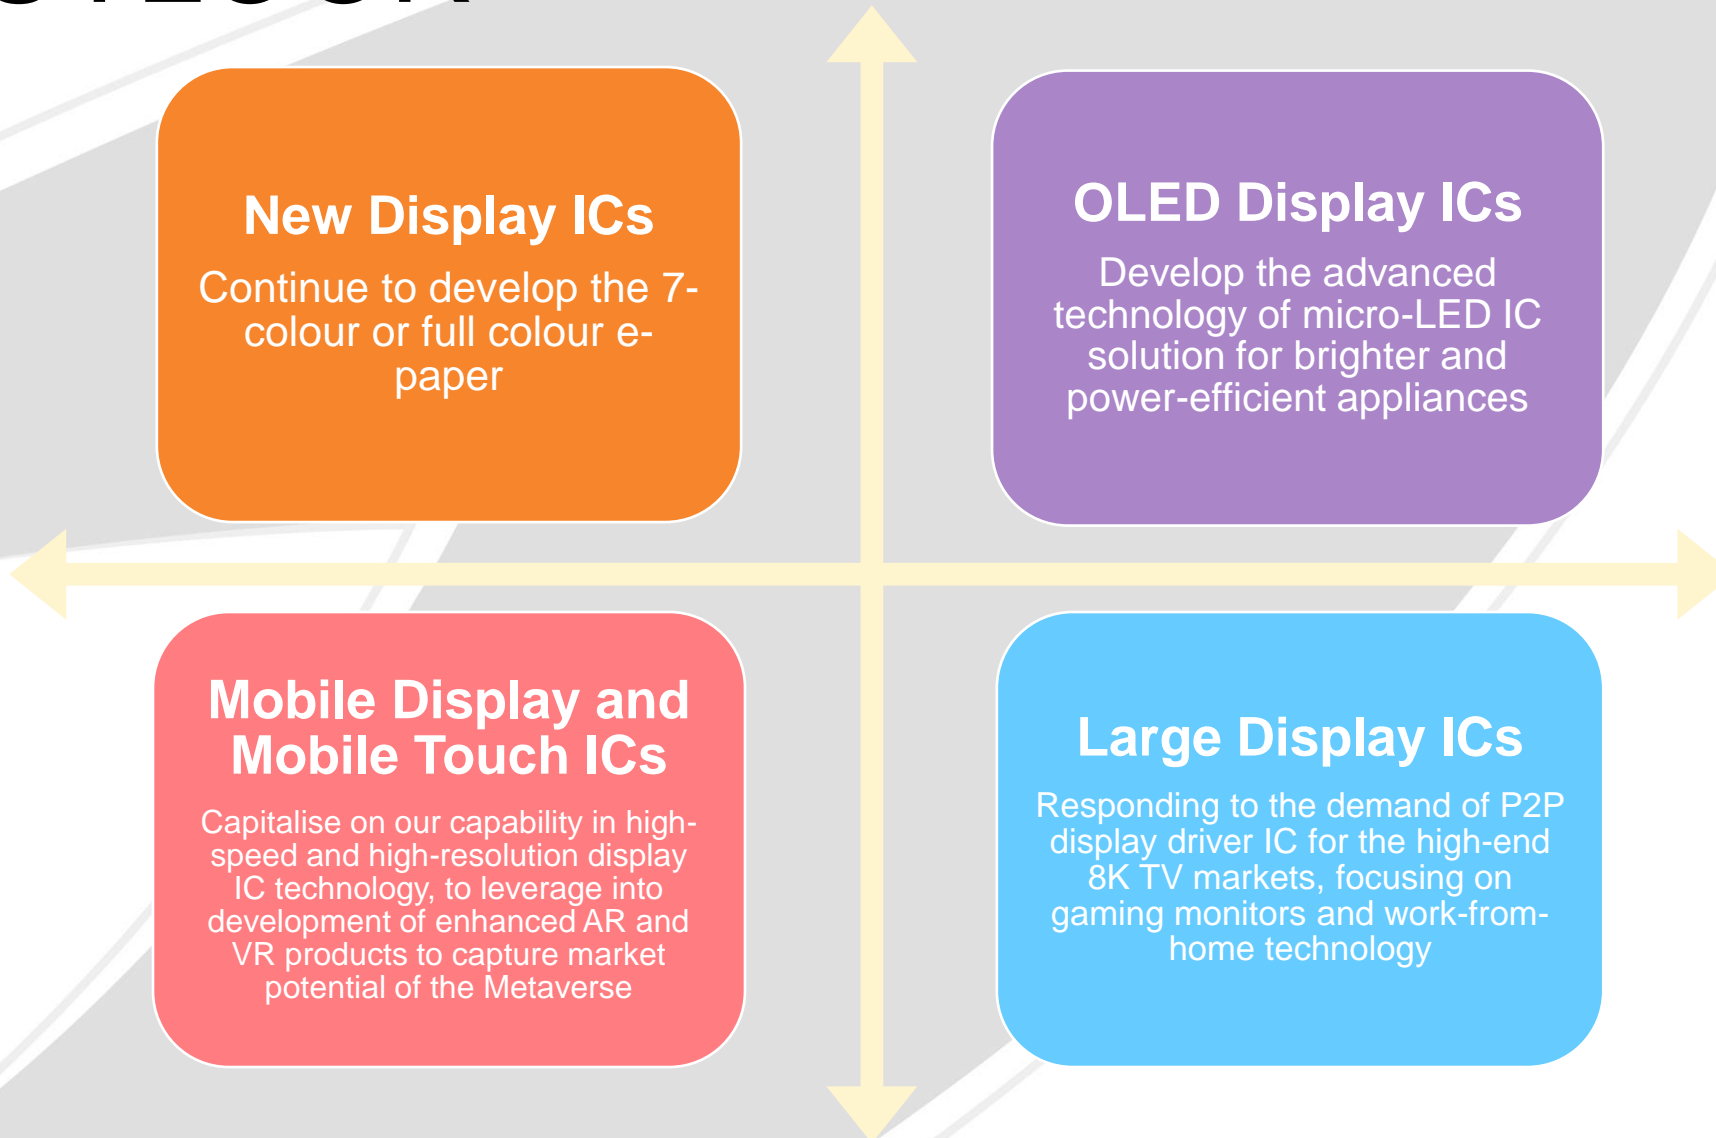 New Display ICs
Continue to develop the 7-
colour or full colour e-
paper
OLED Display ICs
Develop the advanced
technology of micro-LED IC
solution for brighter and
power-efficient appliances
Mobile Display and
Mobile Touch ICs
Capitalise on our capability in high-
speed and high-resolution display
IC technology, to leverage into
development of enhanced AR and
VR products to capture market
potential of the Metaverse
Large Display ICs
Responding to the demand of P2P
display driver IC for the high-end
8K TV markets, focusing on
gaming monitors and work-from-
home technology